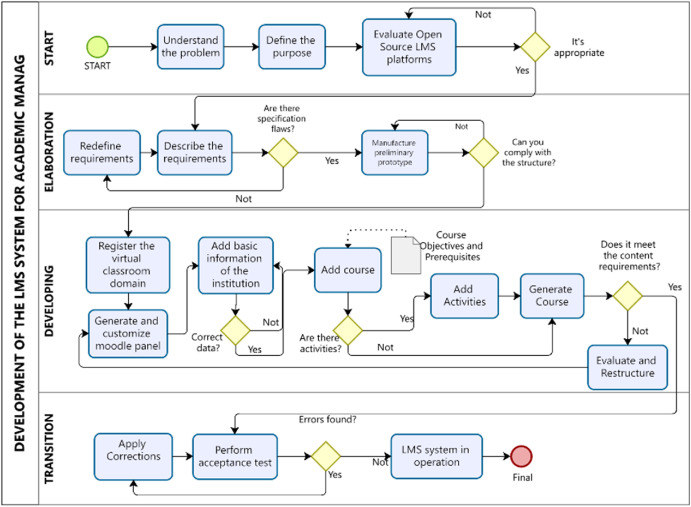 DEVELOPMENT OF THE LMS SYSTEM FOR ACADEMIC MANAG
START
START
Understand
the problem
Define the
purpose
Evaluate Open
Source LMS
platforms
Not
It's
appropriate
Yes
ELABORATION
Redefine
requirements
Describe the
requirements
Are there
specification
flaws?
Yes
Not
Manufacture
preliminary
prototype
Not
Can you
comply with
the structure?
DEVELOPING
Register the
virtual
classroom
domain
Generate and
customize
moodle panel
Add basic
information
of the
institution
Correct
data?
Not
Yes
Add course
Course
Objectives and
Prerequisites
Are there
activities?
Yes
Not
Add
Activities
Generate
Course
Does it meet
the content
requirements?
Yes
Not
Evaluate and
Restructure
TRANSITION
Apply
Corrections
Perform
acceptance test
Errors found?
Yes
Not
LMS system in
operation
Final